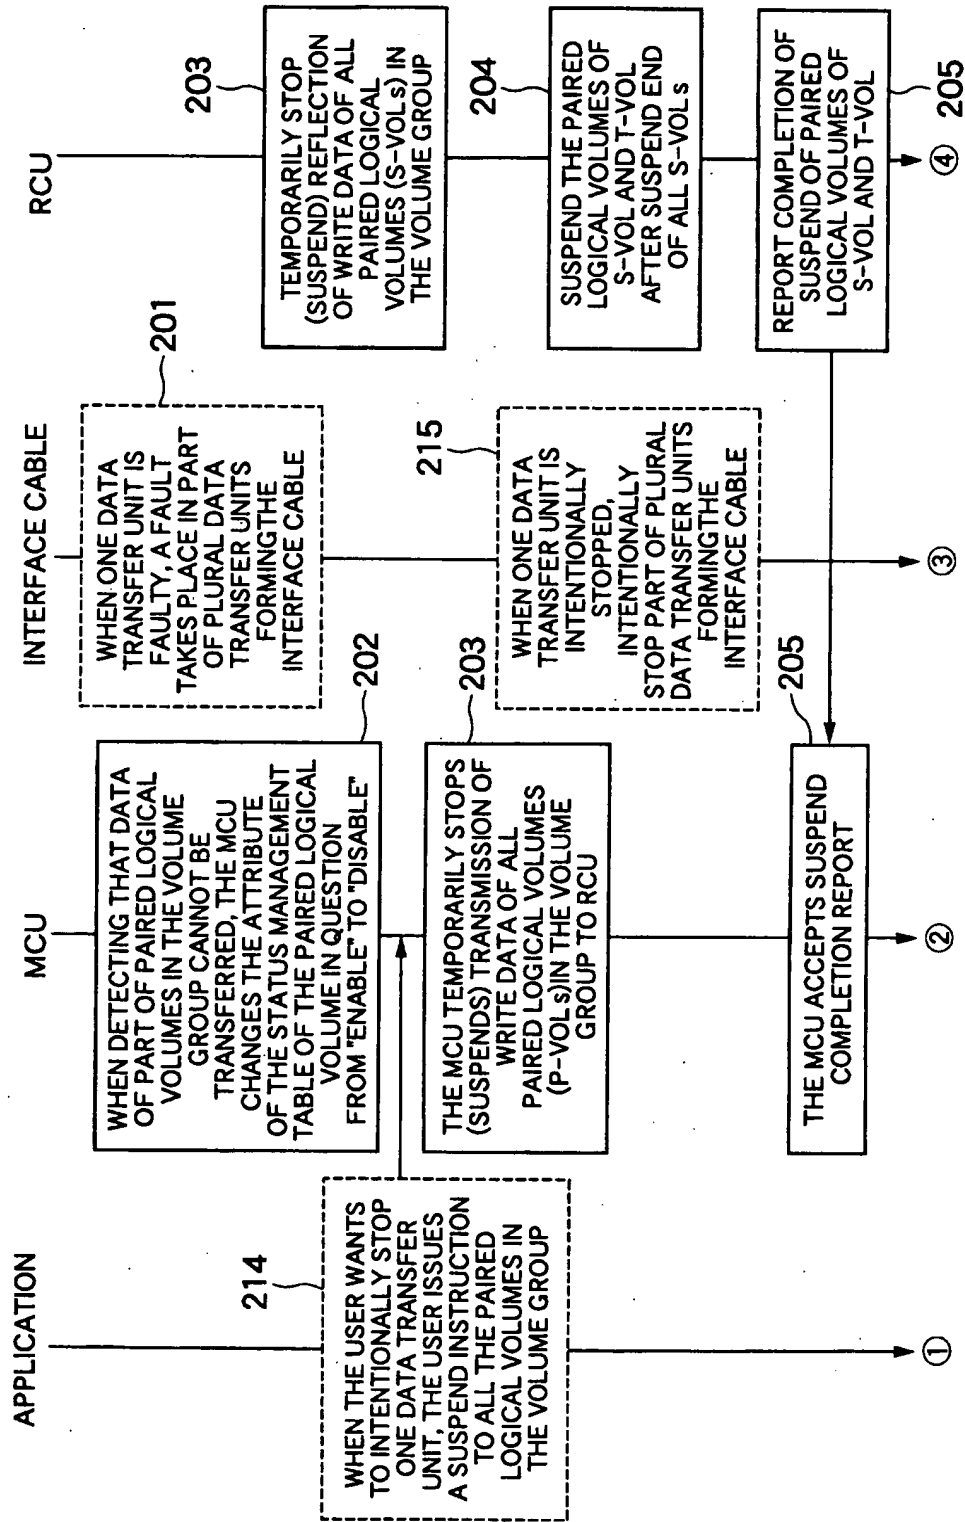 APPLICATION
214
WHEN THE USER WANTS
TO INTENTIONALLY STOP
ONE DATA TRANSFER
UNIT, THE USER ISSUES
A SUSPEND INSTRUCTION
TO ALL THE PAIRED
LOGICAL VOLUMES IN
THE VOLUME GROUP
①
MCU
WHEN DETECTING THAT DATA
OF PART OF PAIRED LOGICAL
VOLUMES IN THE VOLUME
GROUP CANNOT BE
TRANSFERRED, THE MCU
CHANGES THE ATTRIBUTE
OF THE STATUS MANAGEMENT
TABLE OF THE PAIRED LOGICAL
VOLUME IN QUESTION
FROM "ENABLE" TO "DISABLE"
202
THE MCU TEMPORARILY STOPS
(SUSPENDS) TRANSMISSION OF
WRITE DATA OF ALL
PAIRED LOGICAL VOLUMES
(P-VOLs)IN THE VOLUME
GROUP TO RCU
203
THE MCU ACCEPTS SUSPEND
COMPLETION REPORT
205
②
INTERFACE CABLE
WHEN ONE DATA
TRANSFER UNIT IS
FAULTY, A FAULT
TAKES PLACE IN PART
OF PLURAL DATA
TRANSFER UNITS
FORMINGTHE
INTERFACE CABLE
201
215
WHEN ONE DATA
TRANSFER UNIT IS
INTENTIONALLY
STOPPED,
INTENTIONALLY
STOP PART OF PLURAL
DATA TRANSFER UNITS
FORMINGTHE
INTERFACE CABLE
③
RCU
203
TEMPORARILY STOP
(SUSPEND) REFLECTION
OF WRITE DATA OF ALL
PAIRED LOGICAL
VOLUMES (S-VOLs) IN
THE VOLUME GROUP
204
SUSPEND THE PAIRED
LOGICAL VOLUMES OF
S-VOL AND T-VOL
AFTER SUSPEND END
OF ALL S-VOLs
REPORT COMPLETION OF
SUSPEND OF PAIRED
LOGICAL VOLUMES OF
S-VOL AND T-VOL
205
④